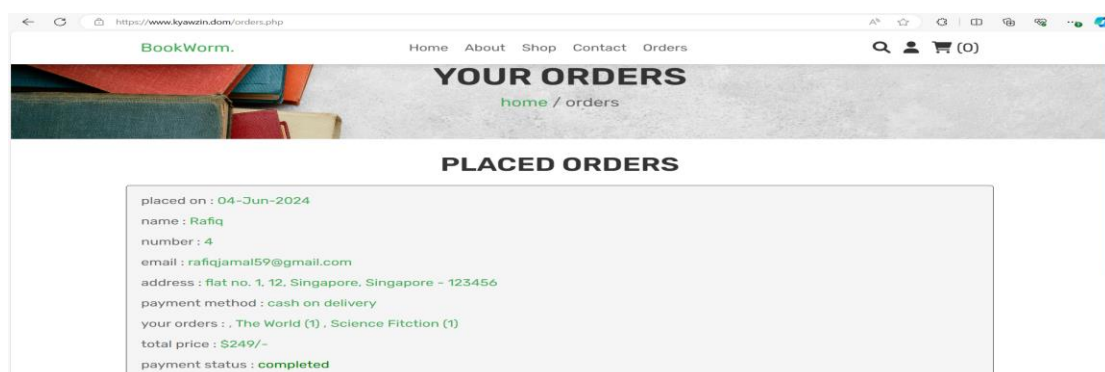 https://www.kyawzin.dom/orders.php
BookWorm. Home About Shop Contact Orders (0)
YOUR ORDERS
home / orders
PLACED ORDERS
placed on : 04-Jun-2024
name : Rafiq
number : 4
email : rafiqjamal59@gmail.com
address : flat no. 1, 12, Singapore, Singapore - 123456
payment method : cash on delivery
your orders : , The World (1) , Science Fitction (1)
total price : $249/-
payment status : completed